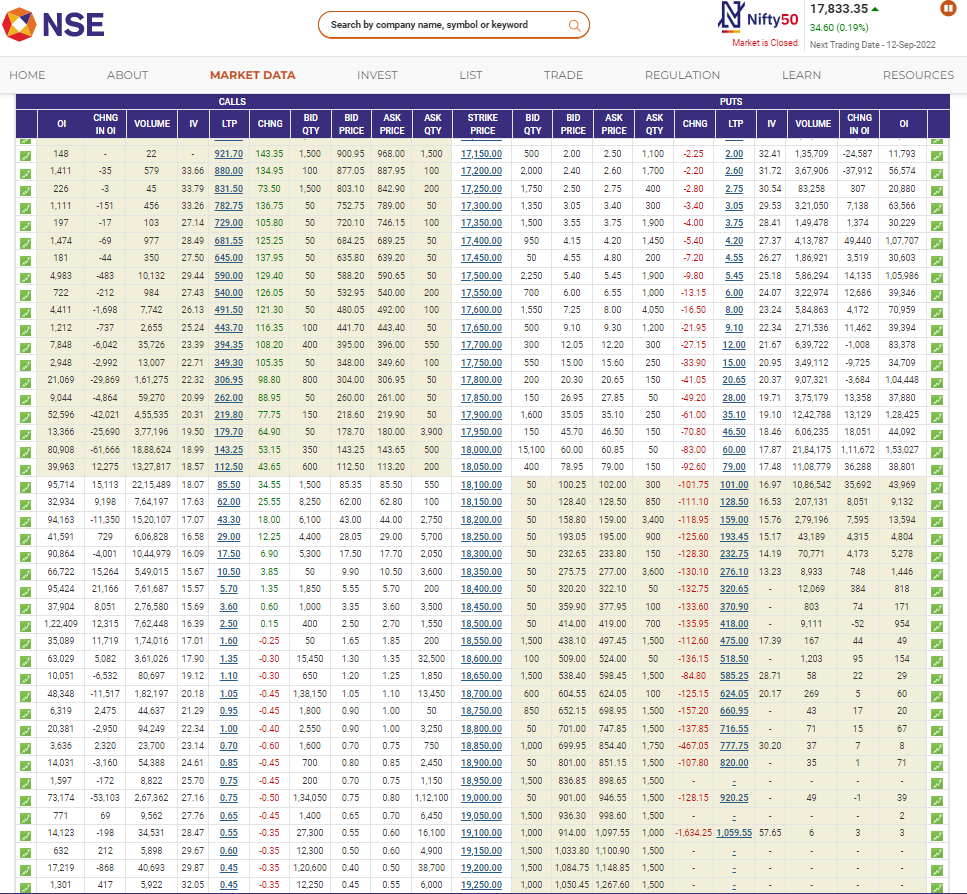 NSE
Search by company name, symbol or keyword
Nifty50
Market is Closed
17,833.35
34.60 (0.19%)
Next Trading Date - 12-Sep-2022
HOME ABOUT MARKET DATA INVEST LIST TRADE REGULATION LEARN RESOURCES
CALLS PUTS
OI CHNG IN OI VOLUME IV LTP CHNG BID QTY BID PRICE ASK PRICE ASK QTY STRIKE PRICE BID QTY BID PRICE ASK PRICE ASK QTY CHNG LTP IV VOLUME CHNG IN OI OI
148 - 22 - 921.70 143.35 1,500 900.95 968.00 1,500 17,150.00 500 2.00 2.50 1,100 -2.25 2.00 32.41 1,35,709 -24,587 11,793
1,411 -35 579 33.66 880.00 134.95 100 877.05 887.95 100 17,200.00 2,000 2.40 2.60 1,700 -2.20 2.60 31.72 3,67,906 -37,912 56,574
226 -3 45 33.79 831.50 73.50 1,500 803.10 842.90 200 17,250.00 1,750 2.50 2.75 400 -2.80 2.75 30.54 83,258 307 20,880
1,111 -151 456 33.26 782.75 136.75 50 752.75 789.00 50 17,300.00 1,350 3.05 3.40 300 -3.40 3.05 29.53 3,21,050 7,138 63,566
197 -17 103 27.14 729.00 105.80 50 720.10 746.15 100 17,350.00 1,500 3.55 3.75 1,900 -4.00 3.75 28.41 1,49,478 1,374 30,229
1,474 -69 977 28.49 681.55 125.25 50 684.25 689.25 50 17,400.00 950 4.15 4.20 1,450 -5.40 4.20 27.37 4,13,787 49,440 1,07,707
181 -44 350 27.50 645.00 137.95 50 635.80 639.20 50 17,450.00 50 4.55 4.80 200 -7.20 4.55 26.27 1,86,921 3,519 30,603
4,983 -483 10,132 29.44 590.00 129.40 50 588.20 590.65 50 17,500.00 2,250 5.40 5.45 1,900 -9.80 5.45 25.18 5,86,294 14,135 1,05,986
722 -212 984 27.43 540.00 126.05 50 532.95 540.00 200 17,550.00 700 6.00 6.55 1,000 -13.15 6.00 24.07 3,22,974 12,686 39,346
4,411 -1,698 7,742 26.13 491.50 121.30 50 480.05 492.00 100 17,600.00 1,550 7.25 8.00 4,050 -16.50 8.00 23.24 5,84,863 4,172 70,959
1,212 -737 2,655 25.24 443.70 116.35 100 441.70 443.40 50 17,650.00 500 9.10 9.30 1,200 -21.95 9.10 22.34 2,71,536 11,462 39,394
7,848 -6,042 35,726 23.39 394.35 108.20 400 395.00 396.00 550 17,700.00 300 12.05 12.20 300 -27.15 12.00 21.67 6,39,722 -1,008 83,378
2,948 -2,992 13,007 22.71 349.30 105.35 50 348.00 349.60 100 17,750.00 550 15.00 15.60 250 -33.90 15.00 20.95 3,49,112 -9,725 34,709
21,069 -29,869 1,61,275 22.32 306.95 98.80 800 304.00 306.95 50 17,800.00 200 20.30 20.65 150 -41.05 20.65 20.37 9,07,321 -3,684 1,04,448
9,044 -4,864 59,270 20.99 262.00 88.95 50 260.00 261.00 50 17,850.00 150 26.95 27.85 50 -49.20 28.00 19.71 3,75,179 13,358 37,880
52,596 -42,021 4,55,535 20.31 219.80 77.75 150 218.60 219.90 50 17,900.00 1,600 35.05 35.10 250 -61.00 35.10 19.10 12,42,788 13,129 1,28,425
13,366 -25,690 3,77,196 19.50 179.70 64.90 50 178.70 180.00 3,900 17,950.00 150 45.70 46.50 150 -70.80 46.50 18.46 6,06,235 18,051 44,092
80,908 -61,666 18,88,624 18.99 143.25 53.15 350 143.25 143.65 500 18,000.00 15,100 60.00 60.85 50 -83.00 60.00 17.87 21,84,175 1,11,672 1,53,027
39,963 12,275 13,27,817 18.57 112.50 43.65 600 112.50 113.20 200 18,050.00 400 78.95 79.00 150 -92.60 79.00 17.48 11,08,779 36,288 38,801
95,714 15,113 22,15,489 18.07 85.50 34.55 1,500 85.35 85.50 550 18,100.00 50 100.25 102.00 300 -101.75 101.00 16.97 10,86,542 35,692 43,969
32,934 9,198 7,64,197 17.63 62.00 25.55 8,250 62.00 62.80 100 18,150.00 50 128.40 128.50 850 -111.10 128.50 16.53 2,07,131 8,051 9,132
94,163 -11,350 15,20,107 17.07 43.30 18.00 6,100 43.00 44.00 2,750 18,200.00 50 158.80 159.00 3,400 -118.95 159.00 15.76 2,79,196 7,595 13,594
41,591 729 6,06,828 16.58 29.00 12.25 4,400 28.05 29.00 5,700 18,250.00 50 193.05 195.00 900 -125.60 193.45 15.17 43,189 4,315 4,804
90,864 -4,001 10,44,979 16.09 17.50 6.90 5,300 17.50 17.70 2,050 18,300.00 50 232.65 233.80 150 -128.30 232.75 14.19 70,771 4,173 5,278
66,722 15,264 5,49,015 15.67 10.50 3.85 50 9.90 10.50 3,600 18,350.00 50 275.75 277.00 3,600 -130.10 276.10 13.23 8,933 748 1,446
95,424 21,166 7,61,687 15.57 5.70 1.35 1,850 5.55 5.70 200 18,400.00 50 320.20 322.10 50 -132.75 320.65 - 12,069 384 818
37,904 8,051 2,76,580 15.69 3.60 0.60 1,000 3.35 3.60 3,500 18,450.00 50 359.90 377.95 100 -133.60 370.90 - 803 74 171
1,22,409 12,315 7,62,448 16.39 2.50 0.15 400 2.50 2.70 1,550 18,500.00 50 414.00 419.00 700 -135.95 418.00 - 9,111 -52 954
35,089 11,719 1,74,016 17.01 1.60 -0.25 50 1.65 1.85 200 18,550.00 1,500 438.10 497.45 1,500 -112.60 475.00 17.39 167 44 49
63,029 5,082 3,61,026 17.90 1.35 -0.30 15,450 1.30 1.35 32,500 18,600.00 100 509.00 524.00 50 -136.15 518.50 - 1,203 95 154
10,051 -6,532 80,697 19.12 1.10 -0.30 650 1.20 1.25 1,850 18,650.00 1,500 538.40 598.45 1,500 -84.80 585.25 28.71 58 22 29
48,348 -11,517 1,82,197 20.18 1.05 -0.45 1,38,150 1.05 1.10 13,450 18,700.00 600 604.55 624.05 100 -125.15 624.05 20.17 269 5 60
6,319 2,475 44,637 21.29 0.95 -0.45 1,800 0.90 1.00 50 18,750.00 850 652.15 698.95 1,500 -157.20 660.95 - 43 17 20
20,381 -2,950 94,249 22.34 1.00 -0.40 2,550 0.90 1.00 3,250 18,800.00 50 701.00 747.85 1,500 -137.85 716.55 - 71 15 67
3,636 2,320 23,700 23.14 0.70 -0.60 1,600 0.70 0.75 750 18,850.00 1,000 699.95 854.40 1,750 -467.05 777.75 30.20 37 7 8
14,031 -3,160 54,388 24.61 0.85 -0.45 700 0.80 0.85 2,450 18,900.00 50 801.00 851.15 1,500 -107.80 820.00 - 35 1 71
1,597 -172 8,822 25.70 0.75 -0.45 200 0.70 0.75 1,150 18,950.00 1,500 836.85 898.65 1,500 - - - - - -
73,174 -53,103 2,67,362 27.16 0.75 -0.50 1,34,050 0.75 0.80 1,12,100 19,000.00 50 901.00 946.55 1,500 -128.15 920.25 - 49 -1 39
771 69 9,562 27.76 0.65 -0.45 1,400 0.65 0.70 6,450 19,050.00 1,500 936.30 998.60 1,500 - - - - - 2
14,123 -198 34,531 28.47 0.55 -0.35 27,300 0.55 0.60 16,100 19,100.00 1,000 914.00 1,097.55 1,000 -1,634.25 1,059.55 57.65 6 3 3
632 212 5,898 29.67 0.60 -0.35 12,300 0.50 0.60 4,900 19,150.00 1,500 1,033.80 1,100.90 1,500 - - - - - -
17,219 -868 40,693 29.87 0.45 -0.35 1,20,600 0.40 0.50 38,700 19,200.00 1,500 1,084.75 1,148.85 1,500 - - - - - -
1,301 417 5,922 32.05 0.45 -0.35 12,250 0.45 0.55 6,000 19,250.00 1,000 1,050.45 1,267.60 1,500 - - - - - -